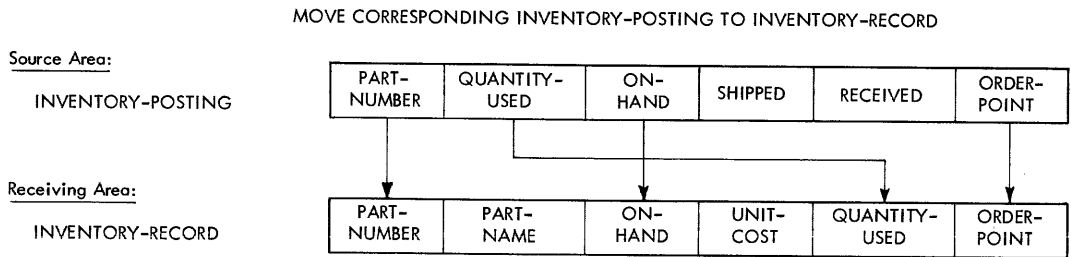 MOVE CORRESPONDING INVENTORY-POSTING TO INVENTORY-RECORD
Source Area:
INVENTORY-POSTING
PART-
NUMBER
QUANTITY-
USED
ON-
HAND
SHIPPED
RECEIVED
ORDER-
POINT
Receiving Area:
INVENTORY-RECORD
PART-
NUMBER
PART-
NAME
ON-
HAND
UNIT-
COST
QUANTITY-
USED
ORDER-
POINT